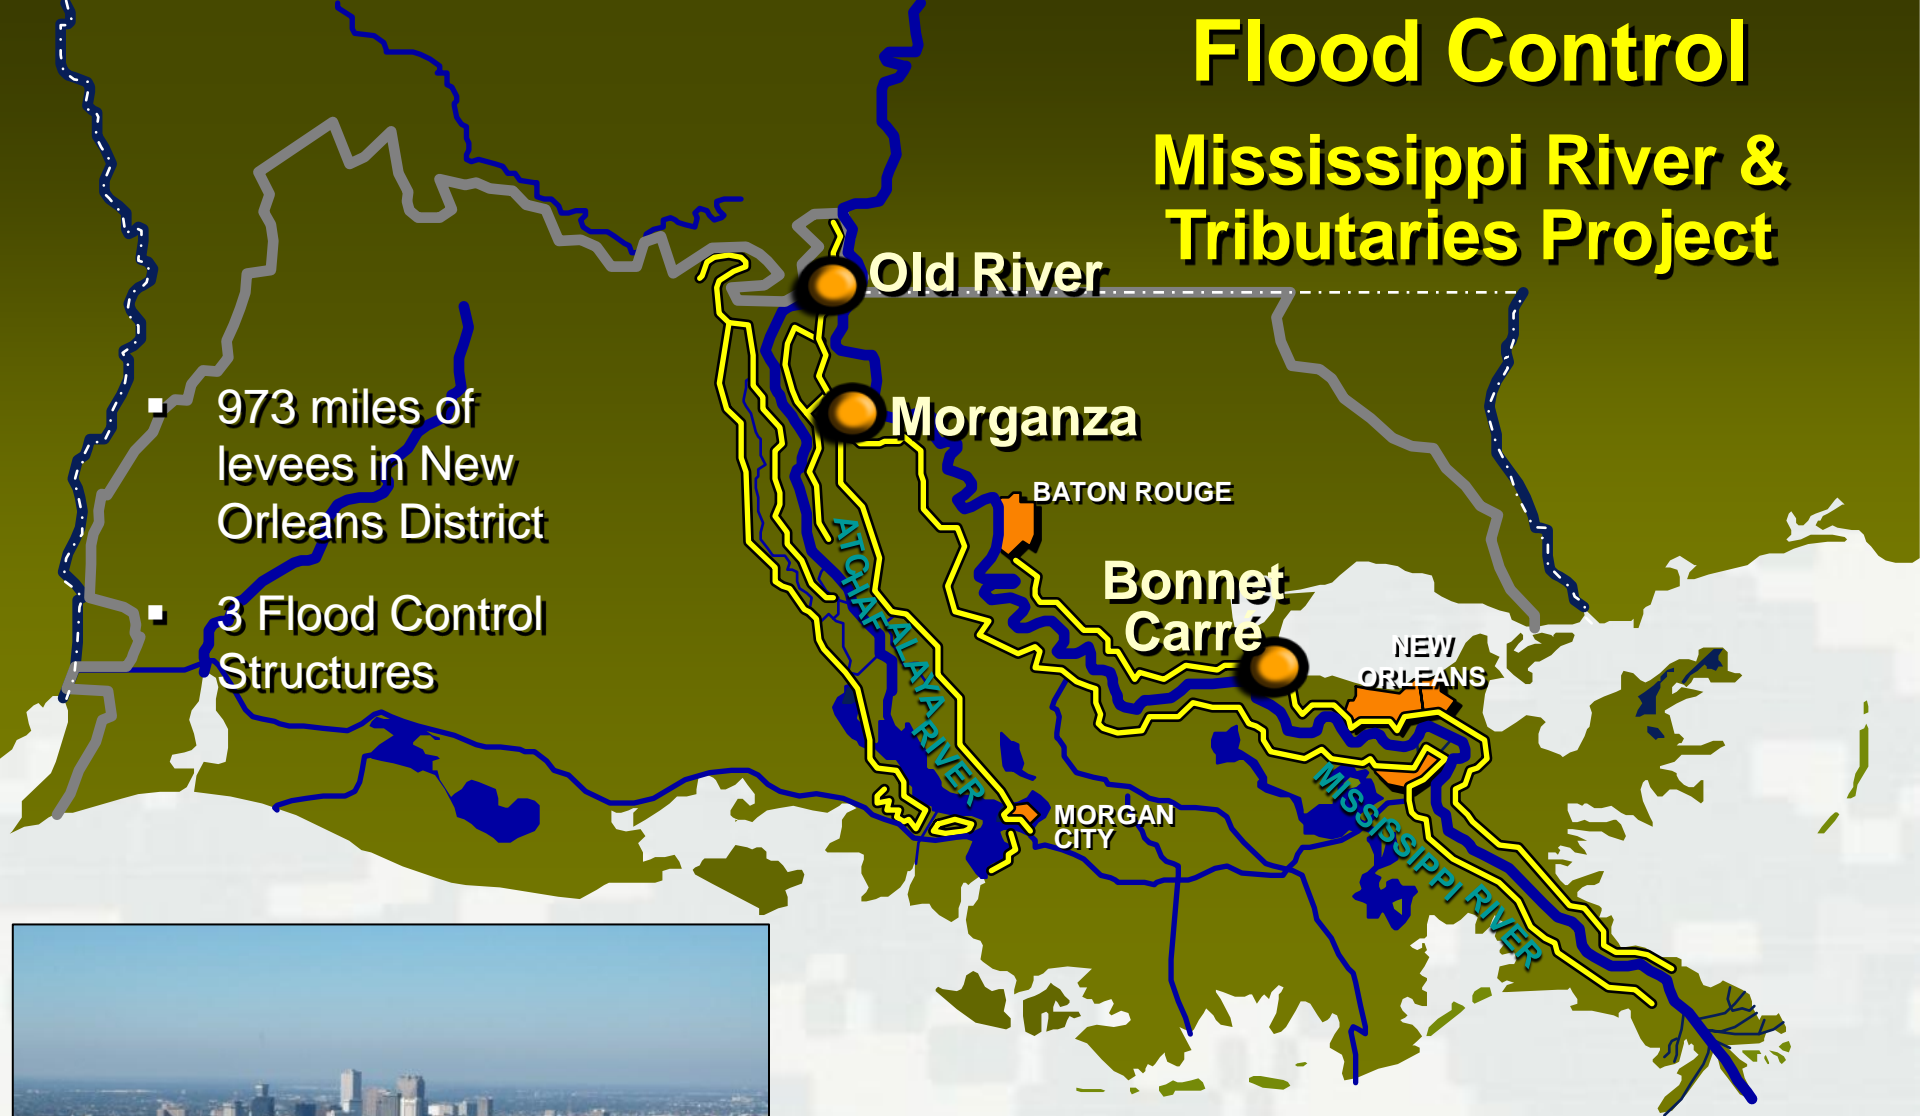 Flood Control
Mississippi River &
Tributaries Project
Old River
Morganza
▪ 973 miles of
levees in New
Orleans District
BATON ROUGE
Bonnet
Carré
▪ 3 Flood Control
Structures
NEW
ORLEANS
ATCHAFALAYA RIVER
MORGAN
CITY
MISSISSIPPI RIVER